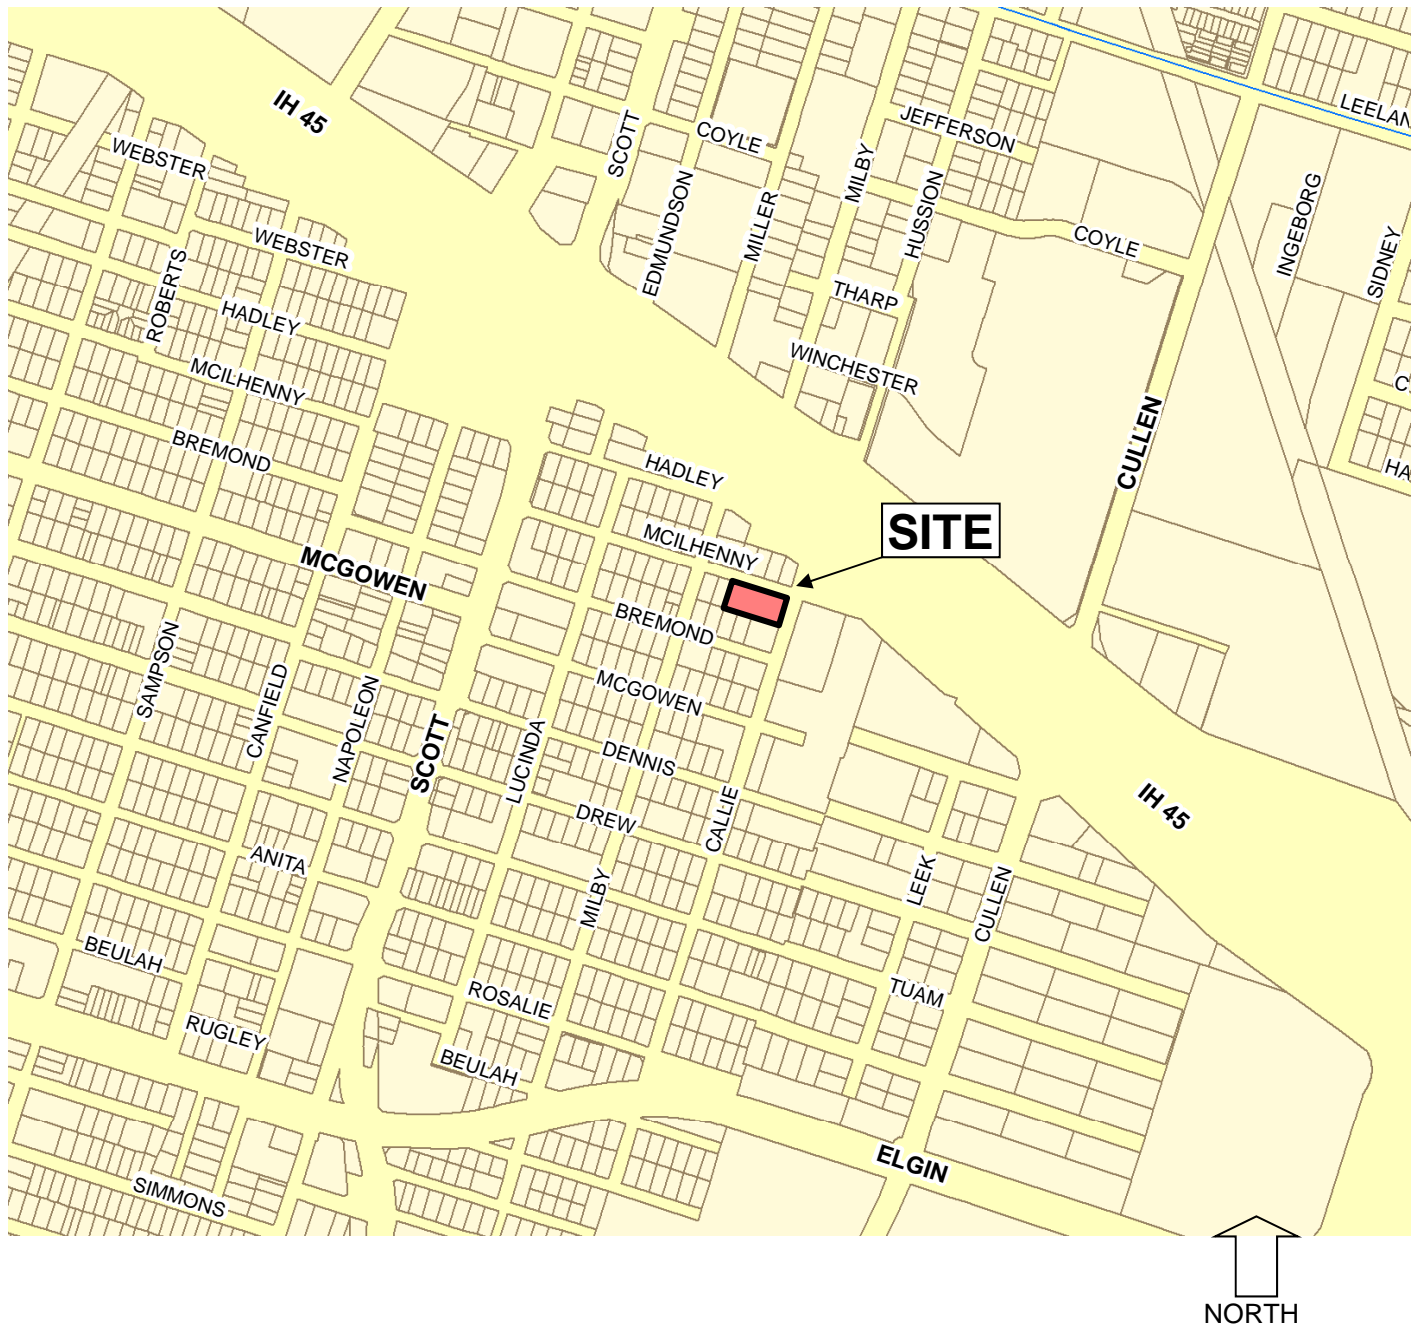 IH 45
WEBSTER
SCOTT
COYLE
JEFFERSON
LEELAN
MILBY
HUSSION
EDMUNDSON
MILLER
COYLE
INGEBORG
SIDNEY
WEBSTER
ROBERTS
HADLEY
THARP
MCILHENNY
WINCHESTER
C
BREMOND
CULLEN
HADLEY
HA
SITE
MCILHENNY
MCGOWEN
BREMOND
SAMPSON
CANFIELD
NAPOLEON
MCGOWEN
SCOTT
LUCINDA
DENNIS
IH 45
DREW
CALLIE
ANITA
MILBY
LEEK
CULLEN
BEULAH
ROSALIE
TUAM
RUGLEY
BEULAH
ELGIN
SIMMONS
NORTH